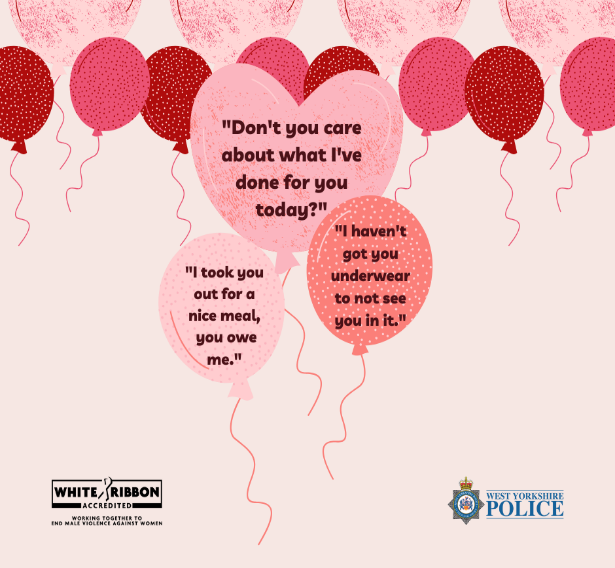 "Don't you care
about what I've
done for you
today?"
"I haven't
got you
underwear
to not see
you in it."
"I took you
out for a
nice meal,
you owe
me."
WHITE RIBBON
ACCREDITED
WORKING TOGETHER TO
END MALE VIOLENCE AGAINST WOMEN
WEST YORKSHIRE
POLICE